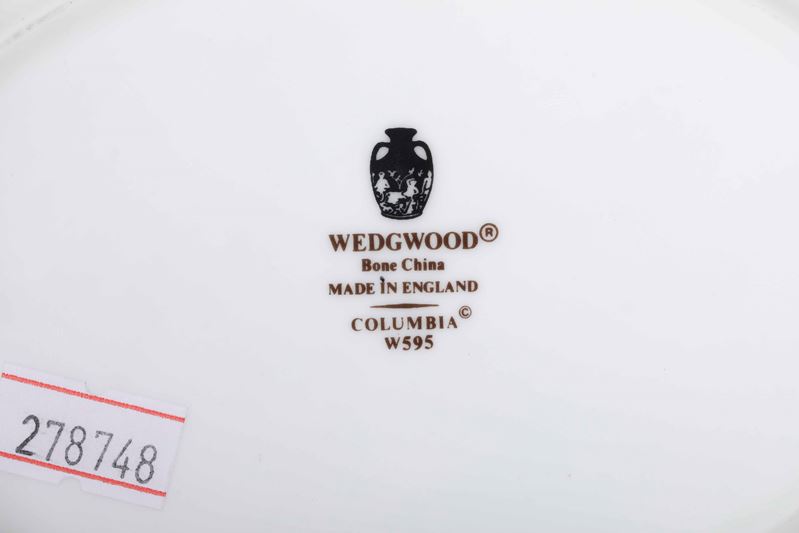 WEDGWOOD®
Bone China
MADE IN ENGLAND
COLUMBIA©
W595
278748